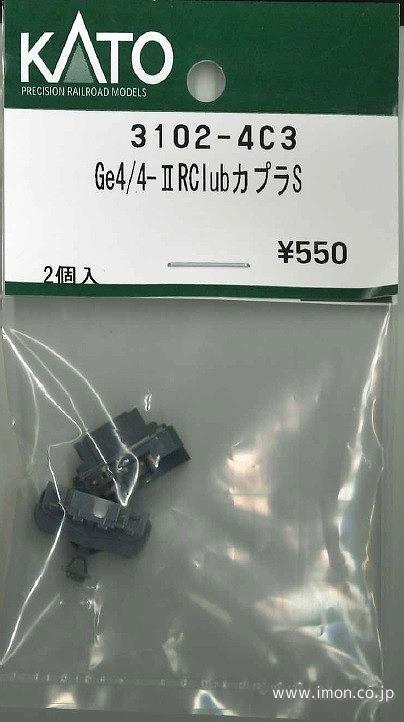 KATO
PRECISION RAILROAD MODELS
3102-4C3
Ge4/4-ⅡRClubカプラS
¥550
2個入
www.imon.co.jp